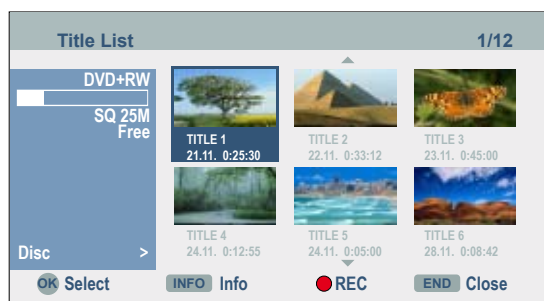 Title List 1/12
DVD+RW
SQ 25M
Free
Disc >
TITLE 1
21.11. 0:25:30
TITLE 2
22.11. 0:33:12
TITLE 3
23.11. 0:45:00
TITLE 4
24.11. 0:12:55
TITLE 5
24.11. 0:05:00
TITLE 6
28.11. 0:08:42
OK Select INFO Info REC END Close